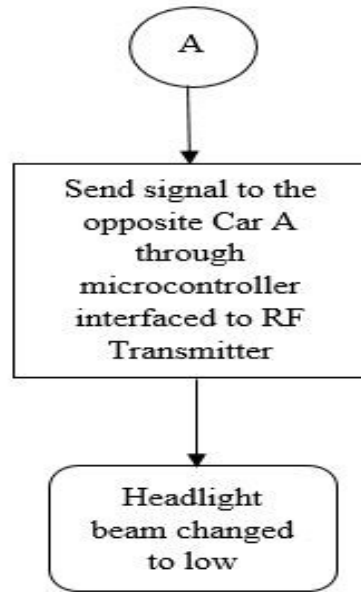 A
Send signal to the
opposite Car A
through
microcontroller
interfaced to RF
Transmitter
Headlight
beam changed
to low